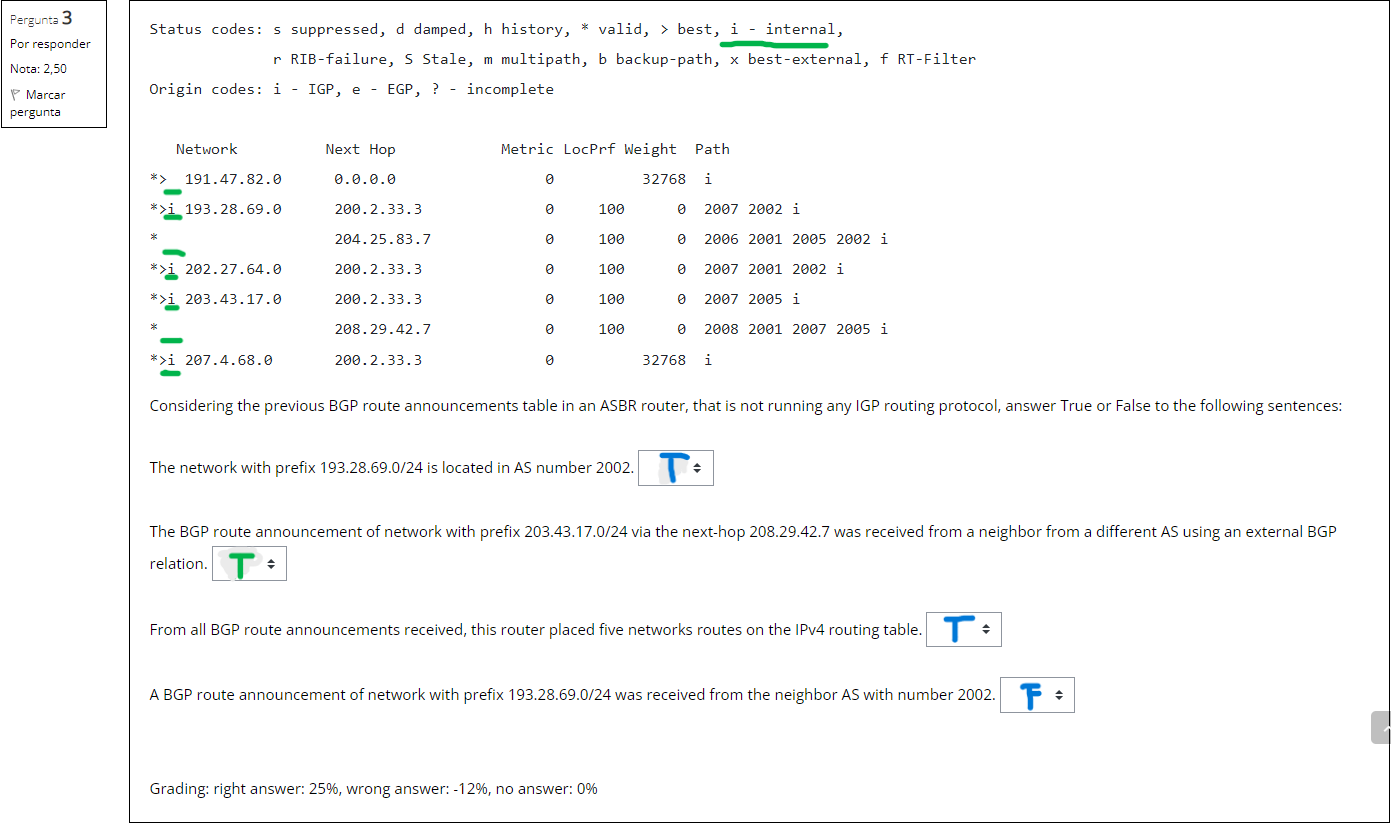 Pergunta 3
Por responder
Nota: 2,50
Marcar
pergunta
Status codes: s suppressed, d damped, h history, * valid, > best, i - internal,
r RIB-failure, S Stale, m multipath, b backup-path, x best-external, f RT-Filter
Origin codes: i - IGP, e - EGP, ? - incomplete
Network Next Hop Metric LocPrf Weight Path
*> 191.47.82.0 0.0.0.0 0 32768 i
*>i 193.28.69.0 200.2.33.3 0 100 0 2007 2002 i
* 204.25.83.7 0 100 0 2006 2001 2005 2002 i
*>i 202.27.64.0 200.2.33.3 0 100 0 2007 2001 2002 i
*>i 203.43.17.0 200.2.33.3 0 100 0 2007 2005 i
* 208.29.42.7 0 100 0 2008 2001 2007 2005 i
*>i 207.4.68.0 200.2.33.3 0 32768 i
Considering the previous BGP route announcements table in an ASBR router, that is not running any IGP routing protocol, answer True or False to the following sentences:
The network with prefix 193.28.69.0/24 is located in AS number 2002. T
The BGP route announcement of network with prefix 203.43.17.0/24 via the next-hop 208.29.42.7 was received from a neighbor from a different AS using an external BGP
relation. T
From all BGP route announcements received, this router placed five networks routes on the IPv4 routing table. T
A BGP route announcement of network with prefix 193.28.69.0/24 was received from the neighbor AS with number 2002. F
Grading: right answer: 25%, wrong answer: -12%, no answer: 0%